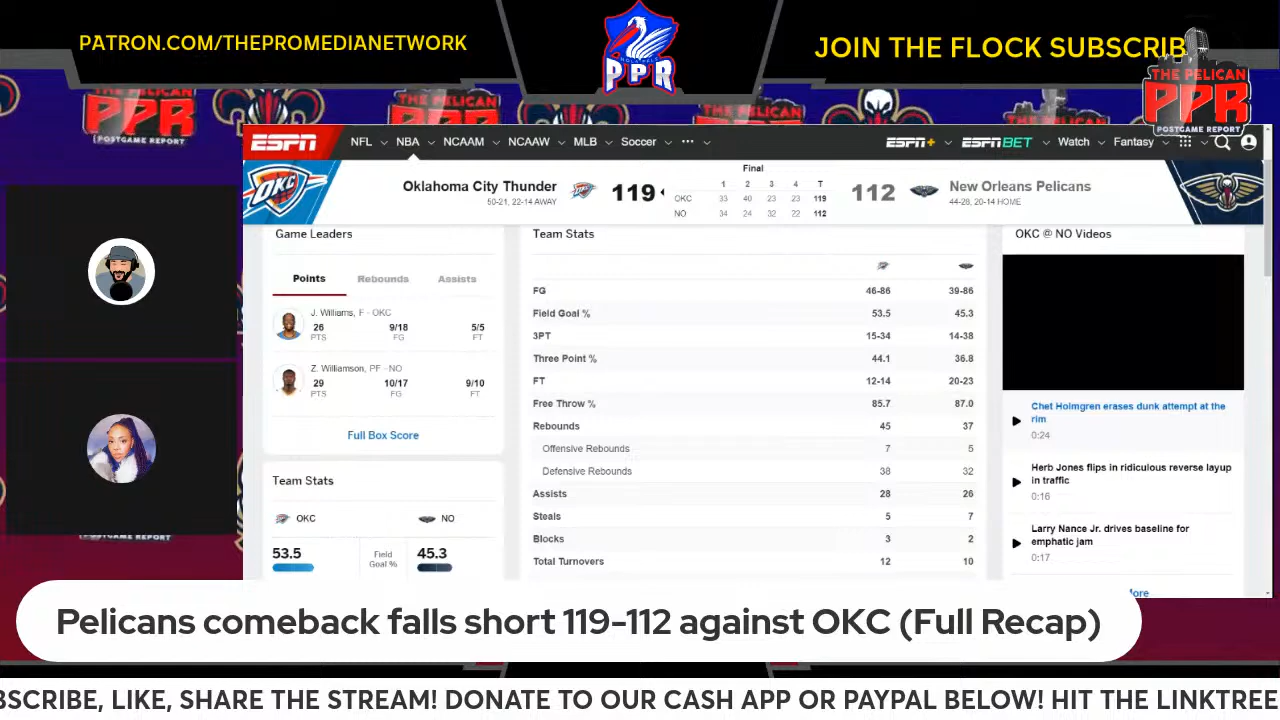 PATRON.COM/THEPROMEDIANETWORK
PPR
JOIN THE FLOCK SUBSCRIB
THE PELICAN
PPR
POSTGAME REPORT
ESPN NFL NBA NCAAM NCAAW MLB Soccer ESPN+ ESPN BET Watch Fantasy
Final
OKC Oklahoma City Thunder 119 112 New Orleans Pelicans
50-21, 22-14 AWAY 44-28, 20-14 HOME
1 2 3 4 T
OKC 33 40 23 23 119
NO 34 24 32 22 112
Game Leaders
Points Rebounds Assists
J. Williams, F - OKC
26 9/18 5/5
PTS FG FT
Z. Williamson, PF - NO
29 10/17 9/10
PTS FG FT
Full Box Score
Team Stats
OKC NO
53.5 Field Goal % 45.3
Team Stats
FG 46-86 39-86
Field Goal % 53.5 45.3
3PT 15-34 14-38
Three Point % 44.1 36.8
FT 12-14 20-23
Free Throw % 85.7 87.0
Rebounds 45 37
Offensive Rebounds 7 5
Defensive Rebounds 38 32
Assists 28 26
Steals 5 7
Blocks 3 2
Total Turnovers 12 10
OKC @ NO Videos
Chet Holmgren erases dunk attempt at the
rim
0:24
Herb Jones flips in ridiculous reverse layup
in traffic
0:16
Larry Nance Jr. drives baseline for
emphatic jam
0:17
Pelicans comeback falls short 119-112 against OKC (Full Recap)
BSCRIBE, LIKE, SHARE THE STREAM! DONATE TO OUR CASH APP OR PAYPAL BELOW! HIT THE LINKTREE